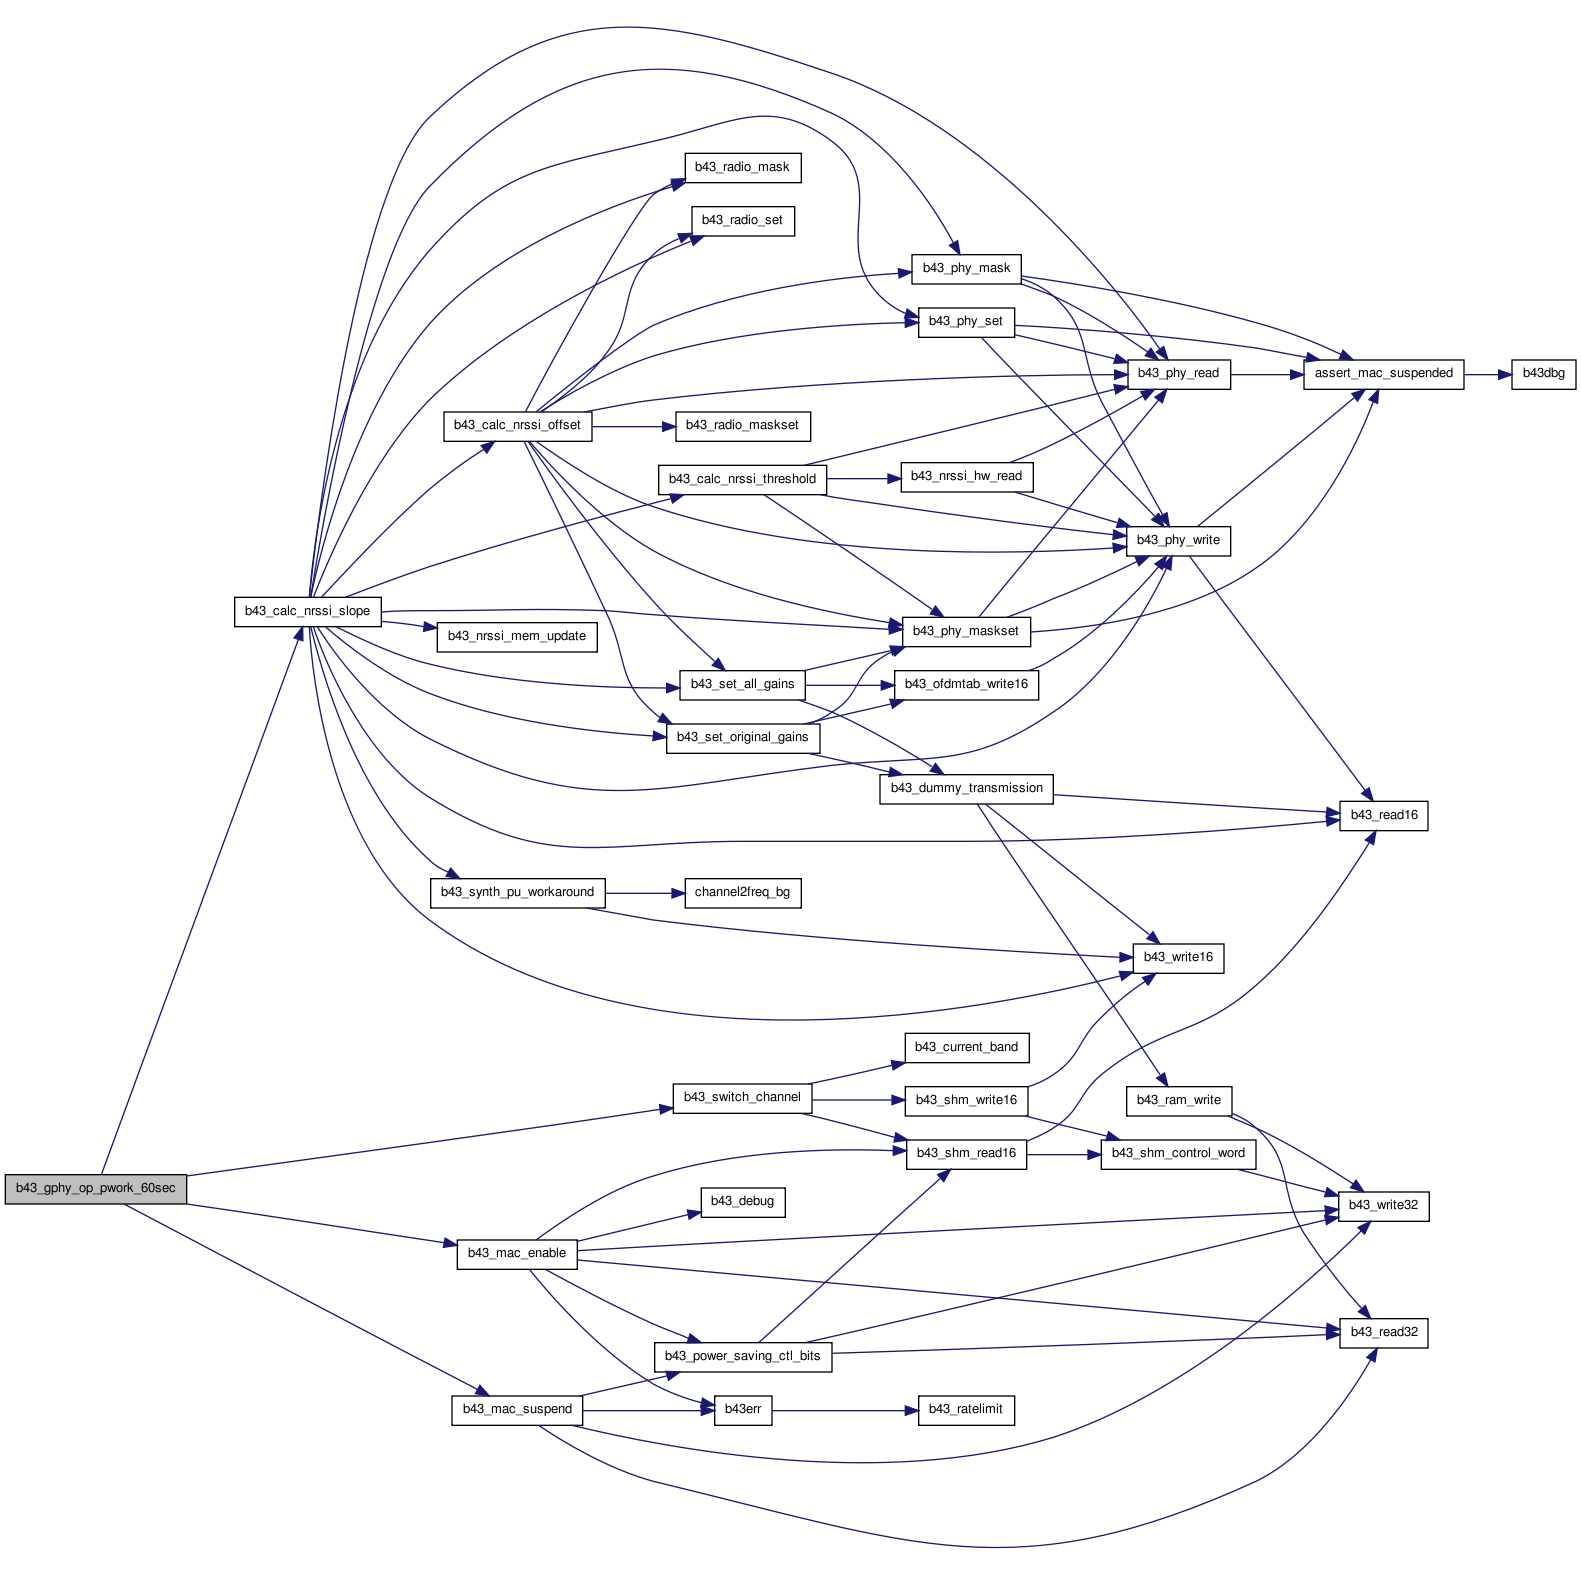 b43_radio_mask
b43_radio_set
b43_phy_mask
b43_phy_set
b43_phy_read
assert_mac_suspended
b43dbg
b43_calc_nrssi_offset
b43_radio_maskset
b43_calc_nrssi_threshold
b43_nrssi_hw_read
b43_phy_write
b43_calc_nrssi_slope
b43_nrssi_mem_update
b43_phy_maskset
b43_set_all_gains
b43_ofdmtab_write16
b43_set_original_gains
b43_dummy_transmission
b43_read16
b43_synth_pu_workaround
channel2freq_bg
b43_write16
b43_current_band
b43_switch_channel
b43_shm_write16
b43_ram_write
b43_shm_read16
b43_shm_control_word
b43_gphy_op_pwork_60sec
b43_debug
b43_write32
b43_mac_enable
b43_read32
b43_power_saving_ctl_bits
b43_mac_suspend
b43err
b43_ratelimit